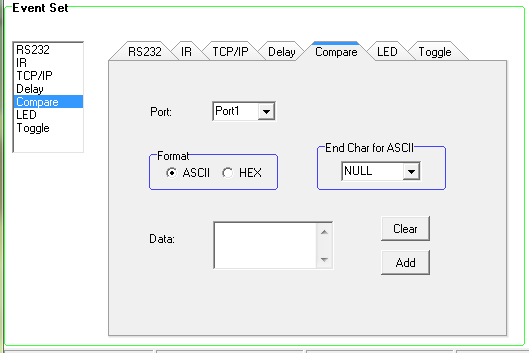 Event Set
RS232
IR
TCP/IP
Delay
Compare
LED
Toggle
RS232 IR TCP/IP Delay Compare LED Toggle
Port: Port1
Format
ASCII HEX
End Char for ASCII
NULL
Data:
Clear
Add